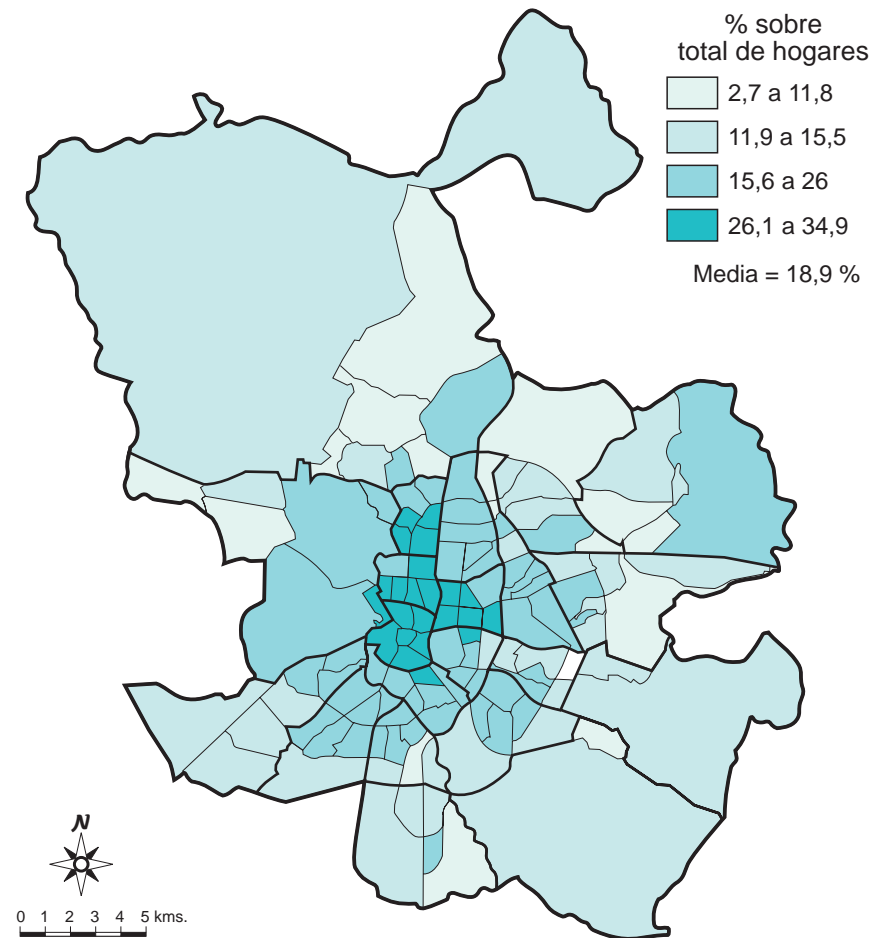 % sobre
total de hogares
2,7 a 11,8
11,9 a 15,5
15,6 a 26
26,1 a 34,9
Media = 18,9 %
N
0 1 2 3 4 5 kms.